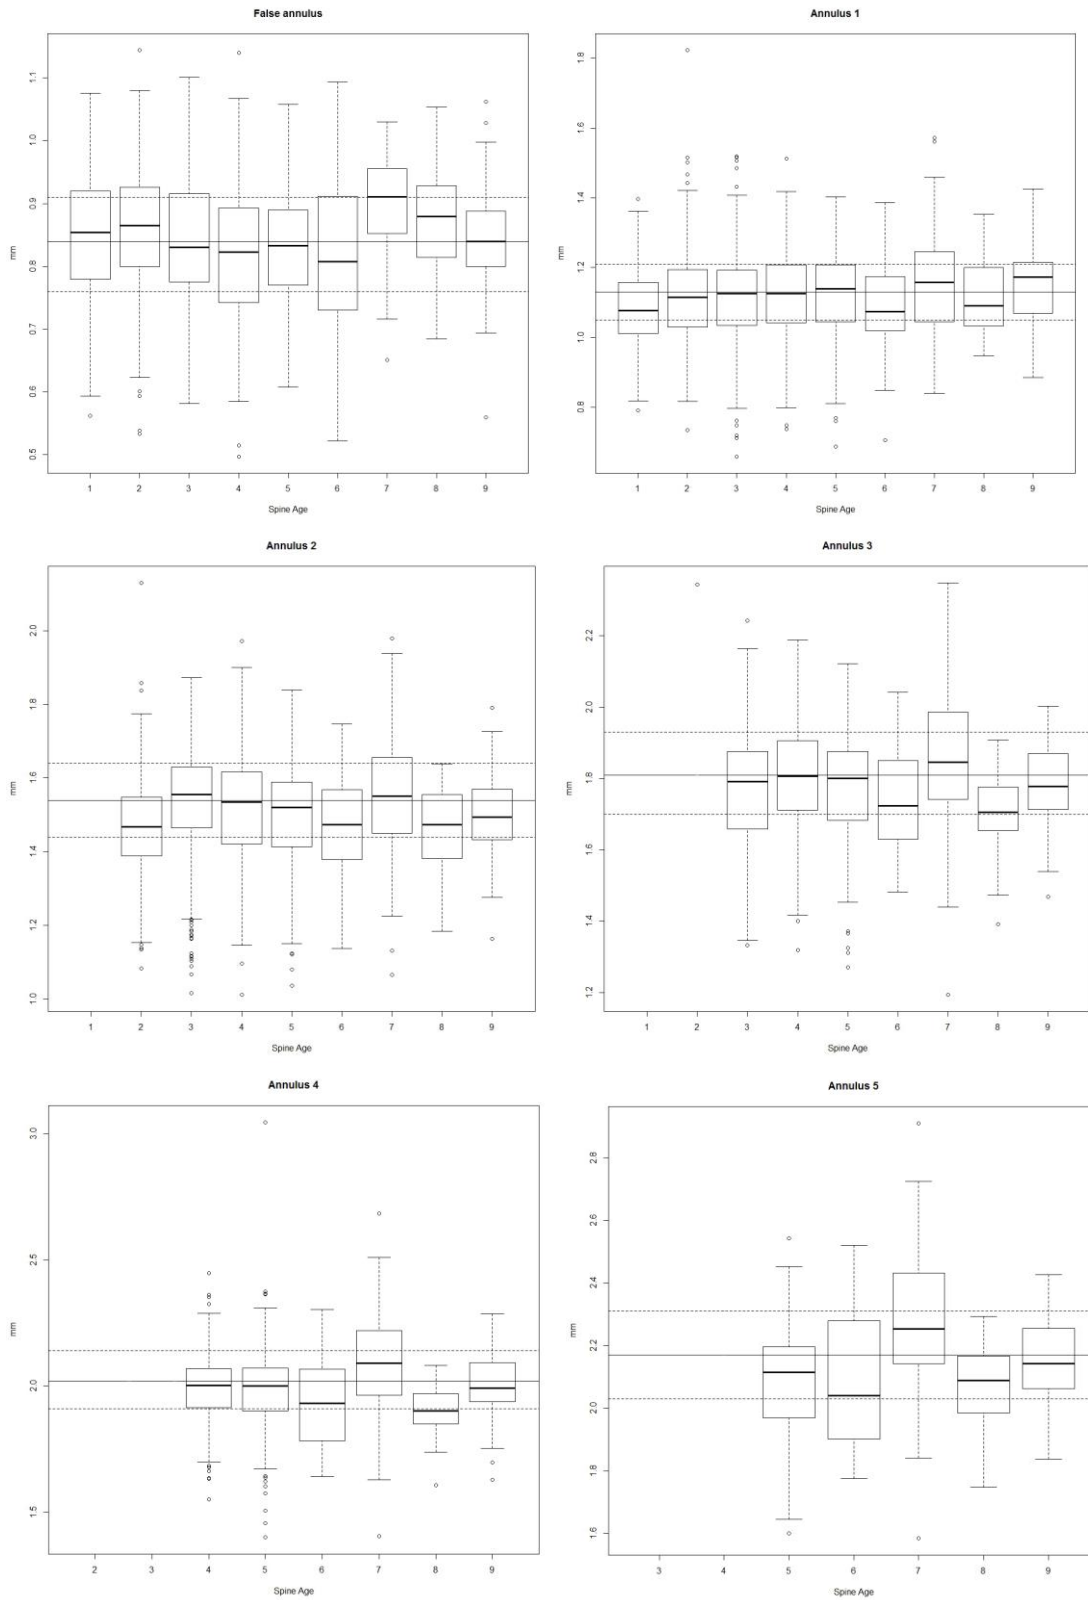 False annulus
mm
1.1
1.0
0.9
0.8
0.7
0.6
0.5
1 2 3 4 5 6 7 8 9
Spine Age
Annulus 1
mm
1.8
1.6
1.4
1.2
1.0
0.8
1 2 3 4 5 6 7 8 9
Spine Age
Annulus 2
mm
2.0
1.8
1.6
1.4
1.2
1.0
1 2 3 4 5 6 7 8 9
Spine Age
Annulus 3
mm
2.2
2.0
1.8
1.6
1.4
1.2
1 2 3 4 5 6 7 8 9
Spine Age
Annulus 4
mm
3.0
2.5
2.0
1.5
2 3 4 5 6 7 8 9
Spine Age
Annulus 5
mm
2.8
2.6
2.4
2.2
2.0
1.8
1.6
3 4 5 6 7 8 9
Spine Age